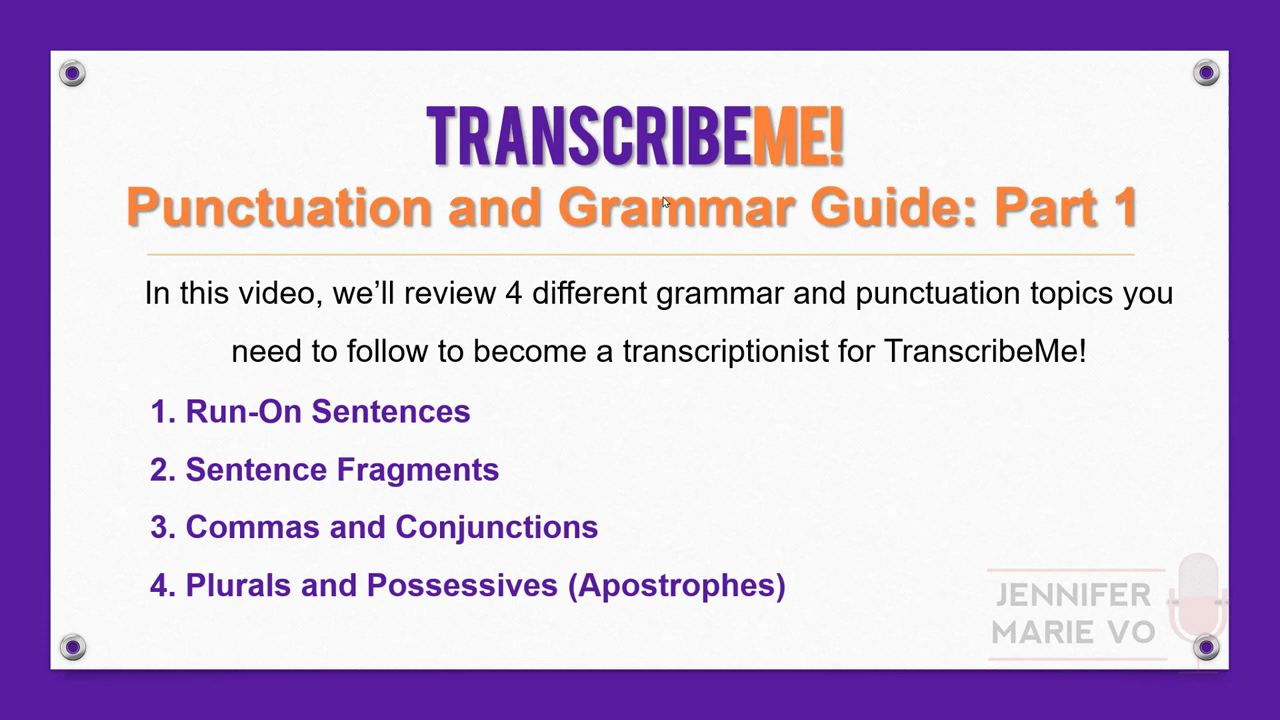 TRANSCRIBEME!
Punctuation and Grammar Guide: Part 1
In this video, we’ll review 4 different grammar and punctuation topics you
need to follow to become a transcriptionist for TranscribeMe!
1. Run-On Sentences
2. Sentence Fragments
3. Commas and Conjunctions
4. Plurals and Possessives (Apostrophes)
JENNIFER
MARIE VO